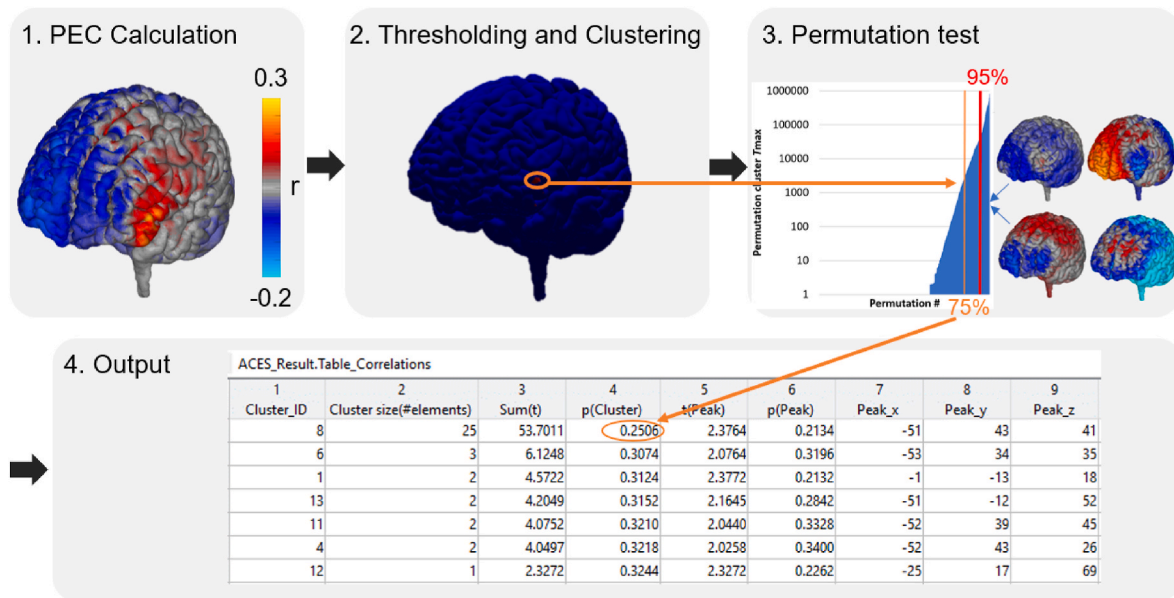 1. PEC Calculation
0.3
r
-0.2
2. Thresholding and Clustering
3. Permutation test
95%
Permutation cluster Tmax
1000000
100000
10000
1000
100
10
1
Permutation #
75%
4. Output
ACES_Result.Table_Correlations
1 2 3 4 5 6 7 8 9
Cluster_ID Cluster size(#elements) Sum(t) p(Cluster) t(Peak) p(Peak) Peak_x Peak_y Peak_z
8 25 53.7011 0.2506 2.3764 0.2134 -51 43 41
6 3 6.1248 0.3074 2.0764 0.3196 -53 34 35
1 2 4.5722 0.3124 2.3772 0.2132 -1 -13 18
13 2 4.2049 0.3152 2.1645 0.2842 -51 -12 52
11 2 4.0752 0.3210 2.0440 0.3328 -52 39 45
4 2 4.0497 0.3218 2.0258 0.3400 -52 43 26
12 1 2.3272 0.3244 2.3272 0.2262 -25 17 69